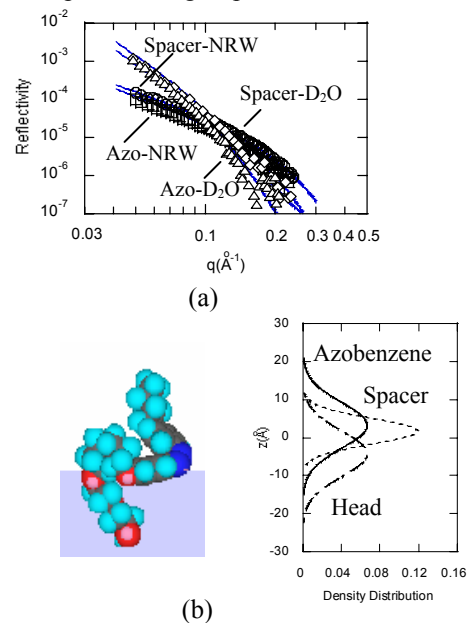 10⁻²
10⁻³
10⁻⁴
10⁻⁵
10⁻⁶
10⁻⁷
Reflectivity
Spacer-NRW
Spacer-D₂O
Azo-NRW
Azo-D₂O
0.03 0.1 0.2 0.3 0.4 0.5
q(Å⁻¹)
(a)
z(Å)
30
20
10
0
-10
-20
-30
Azobenzene
Spacer
Head
0 0.04 0.08 0.12 0.16
Density Distribution
(b)